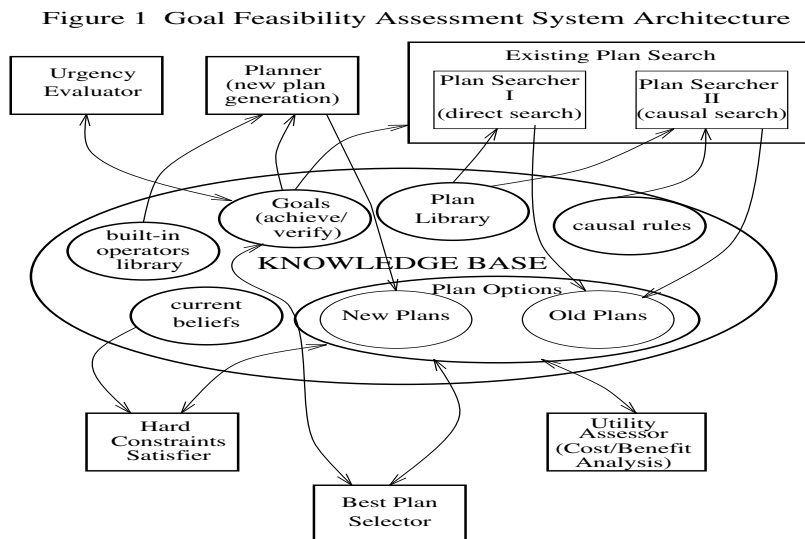 Figure 1 Goal Feasibility Assessment System Architecture
Urgency
Evaluator
Planner
(new plan
generation)
Existing Plan Search
Plan Searcher
I
(direct search)
Plan Searcher
II
(causal search)
Goals
(achieve/
verify)
Plan
Library
causal rules
built-in
operators
library
KNOWLEDGE BASE
current
beliefs
Plan Options
New Plans
Old Plans
Hard
Constraints
Satisfier
Utility
Assessor
(Cost/Benefit
Analysis)
Best Plan
Selector